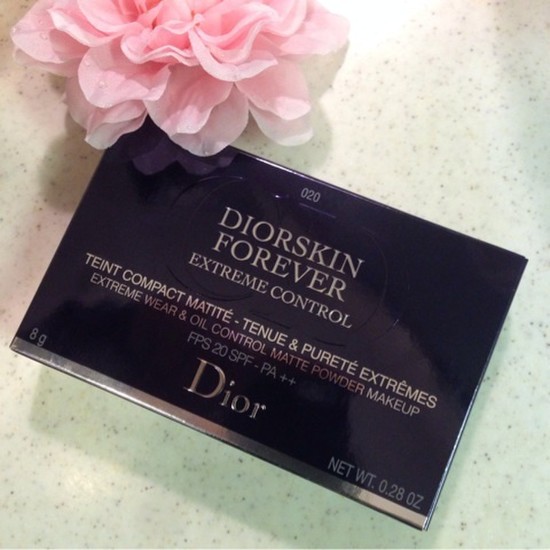 020
DIORSKIN
FOREVER
EXTREME CONTROL
TEINT COMPACT MATITÉ - TENUE & PURETÉ EXTRÊMES
EXTREME WEAR & OIL CONTROL MATTE POWDER MAKEUP
FPS 20 SPF - PA ++
8 g
Dior
NET WT. 0.28 OZ